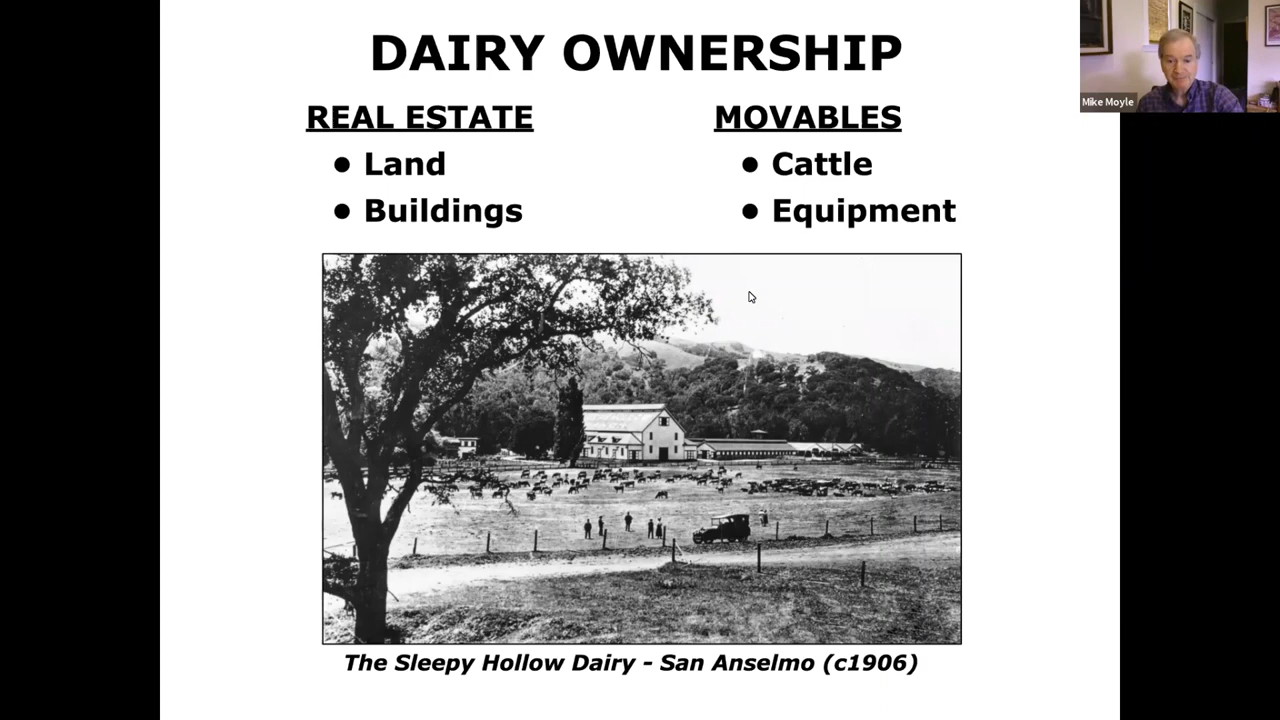 DAIRY OWNERSHIP
REAL ESTATE
• Land
• Buildings
MOVABLES
• Cattle
• Equipment
The Sleepy Hollow Dairy - San Anselmo (c1906)
Mike Moyle